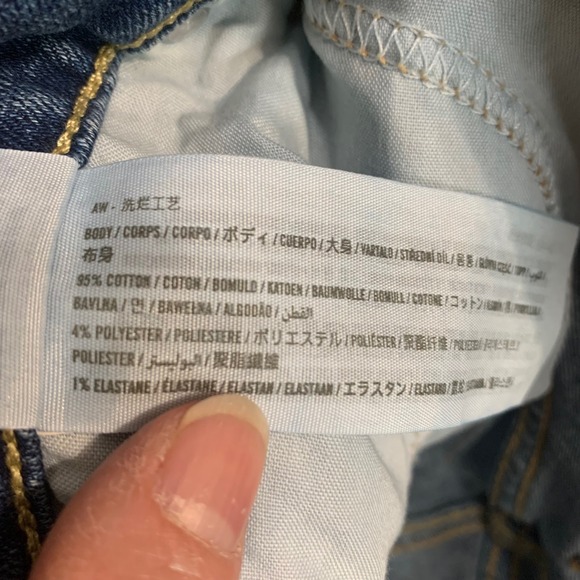 AW - 洗烂工艺
BODY / CORPS / CORPO / ボディ / CUERPO / 大身 / VARTALO / STŘEDNÍ DÍL / 몸통 /
布身
95% COTTON / COTON / BOMULD / KATOEN / BAUMWOLLE / BOMULL / COTONE / コットン /
BAVLNA / 면 / BAWEŁNA / ALGODÃO / القطن /
4% POLYESTER / POLIESTERE / ポリエステル / POLIÉSTER / 聚酯纤维 /
POLIESTER / البوليستر / 聚脂纖維
1% ELASTANE / ÉLASTANE / ELASTAN / ELASTAAN / エラスタン / ELASTANO /